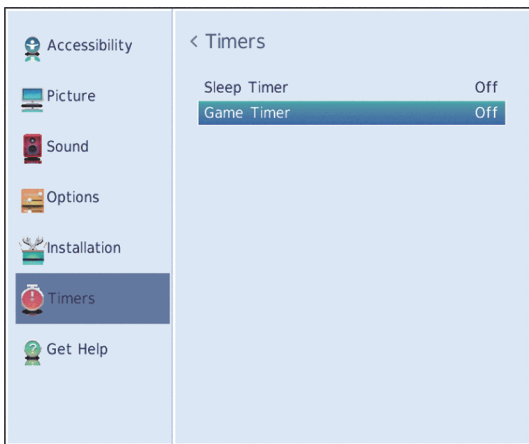 Accessibility
Picture
Sound
Options
Installation
Timers
Get Help
< Timers
Sleep Timer Off
Game Timer Off